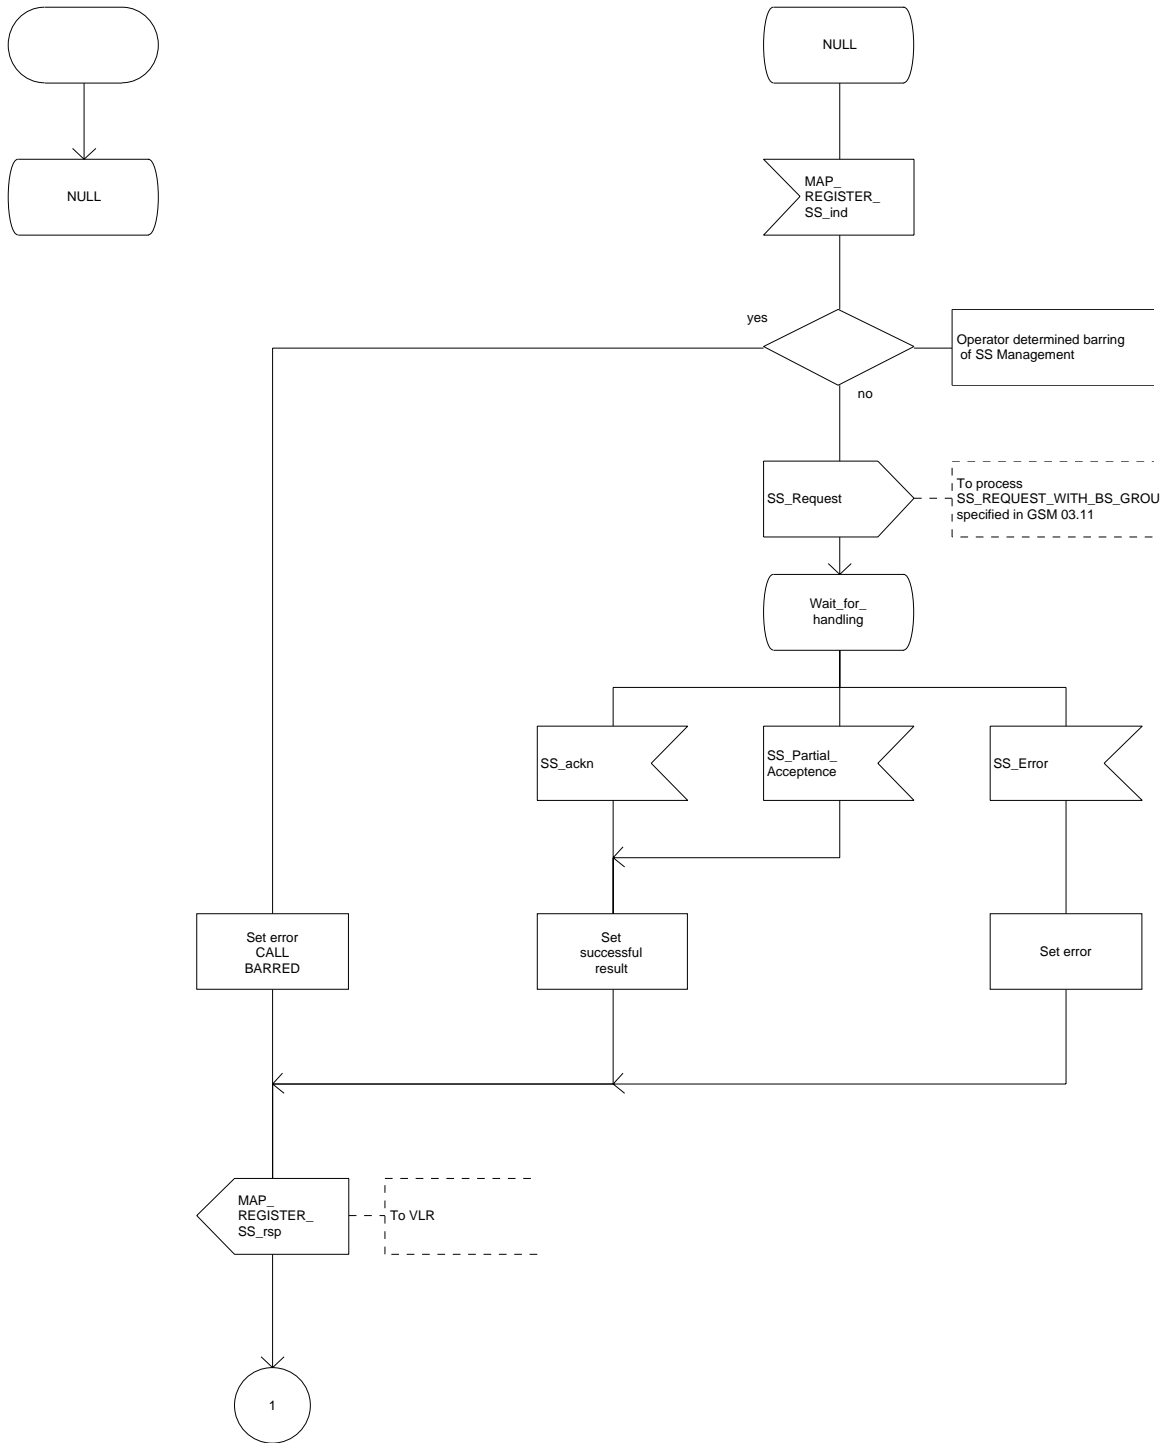 NULL
NULL
MAP_
REGISTER_
SS_ind
yes
Operator determined barring
of SS Management
no
SS_Request
To process
SS_REQUEST_WITH_BS_GROU
specified in GSM 03.11
Wait_for_
handling
SS_ackn
SS_Partial_
Acceptence
SS_Error
Set error
CALL
BARRED
Set
successful
result
Set error
MAP_
REGISTER_
SS_rsp
To VLR
1